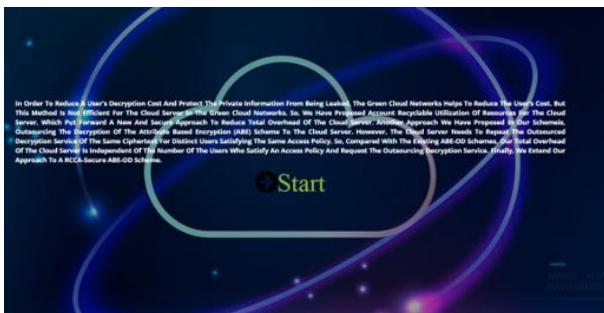 In Order To Reduce A User's Decryption Cost And Protect The Private Information From Being Leaked, The Green Cloud Networks Helps To Reduce The User's Cost, But
This Method Is Not Efficient For The Cloud Server In The Green Cloud Networks. So, We Have Proposed Account Recyclable Utilization Of Resources For The Cloud
Server, Which Put Forward A New And Secure Approach To Reduce Total Overhead Of The Cloud Server. Another Approach We Have Proposed In Our Schemeis,
Outsourcing The Decryption Of The Attribute Based Encryption (ABE) Scheme To The Cloud Server. However, The Cloud Server Needs To Repeat The Outsourced
Decryption Service Of The Same Ciphertext For Distinct Users Satisfying The Same Access Policy. So, Compared With The Existing ABE-OD Schemes, Our Total Overhead
Of The Cloud Server Is Independent Of The Number Of The Users Who Satisfy An Access Policy And Request The Outsourcing Decryption Service. Finally, We Extend Our
Approach To A RCCA-Secure ABE-OD Scheme.
Start